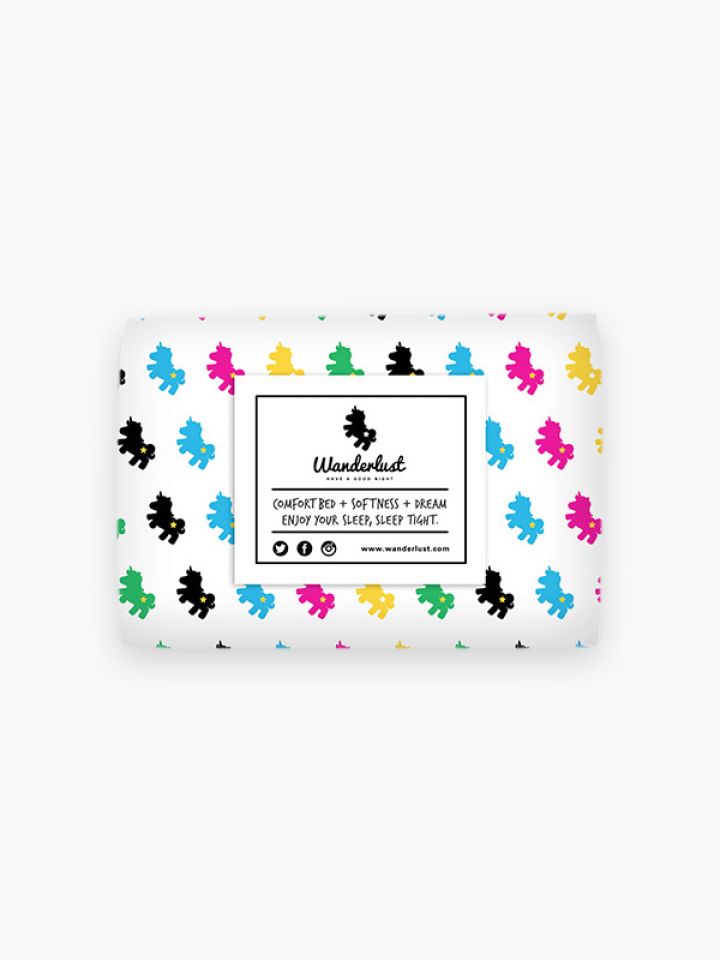 Wanderlust
HAVE A GOOD NIGHT
COMFORT BED + SOFTNESS + DREAM
ENJOY YOUR SLEEP, SLEEP TIGHT.
www.wanderlust.com